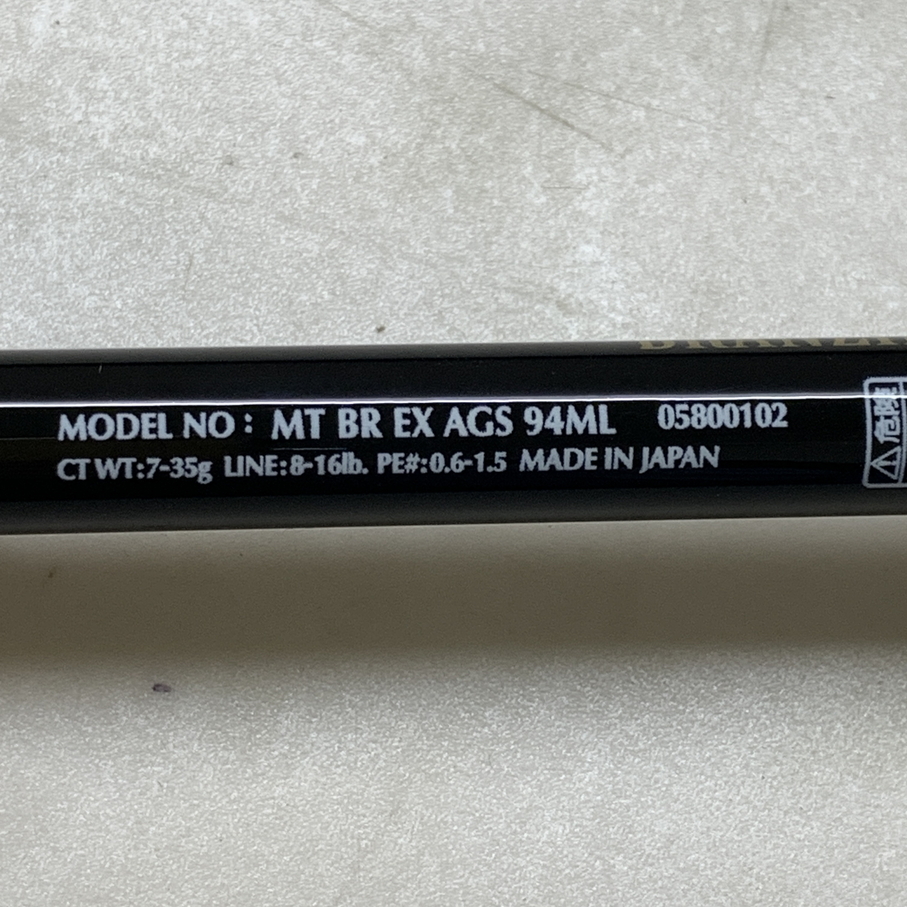 MODEL NO: MT BR EX AGS 94ML 05800102
CT WT:7-35g LINE:8-16lb. PE#:0.6-1.5 MADE IN JAPAN
危険